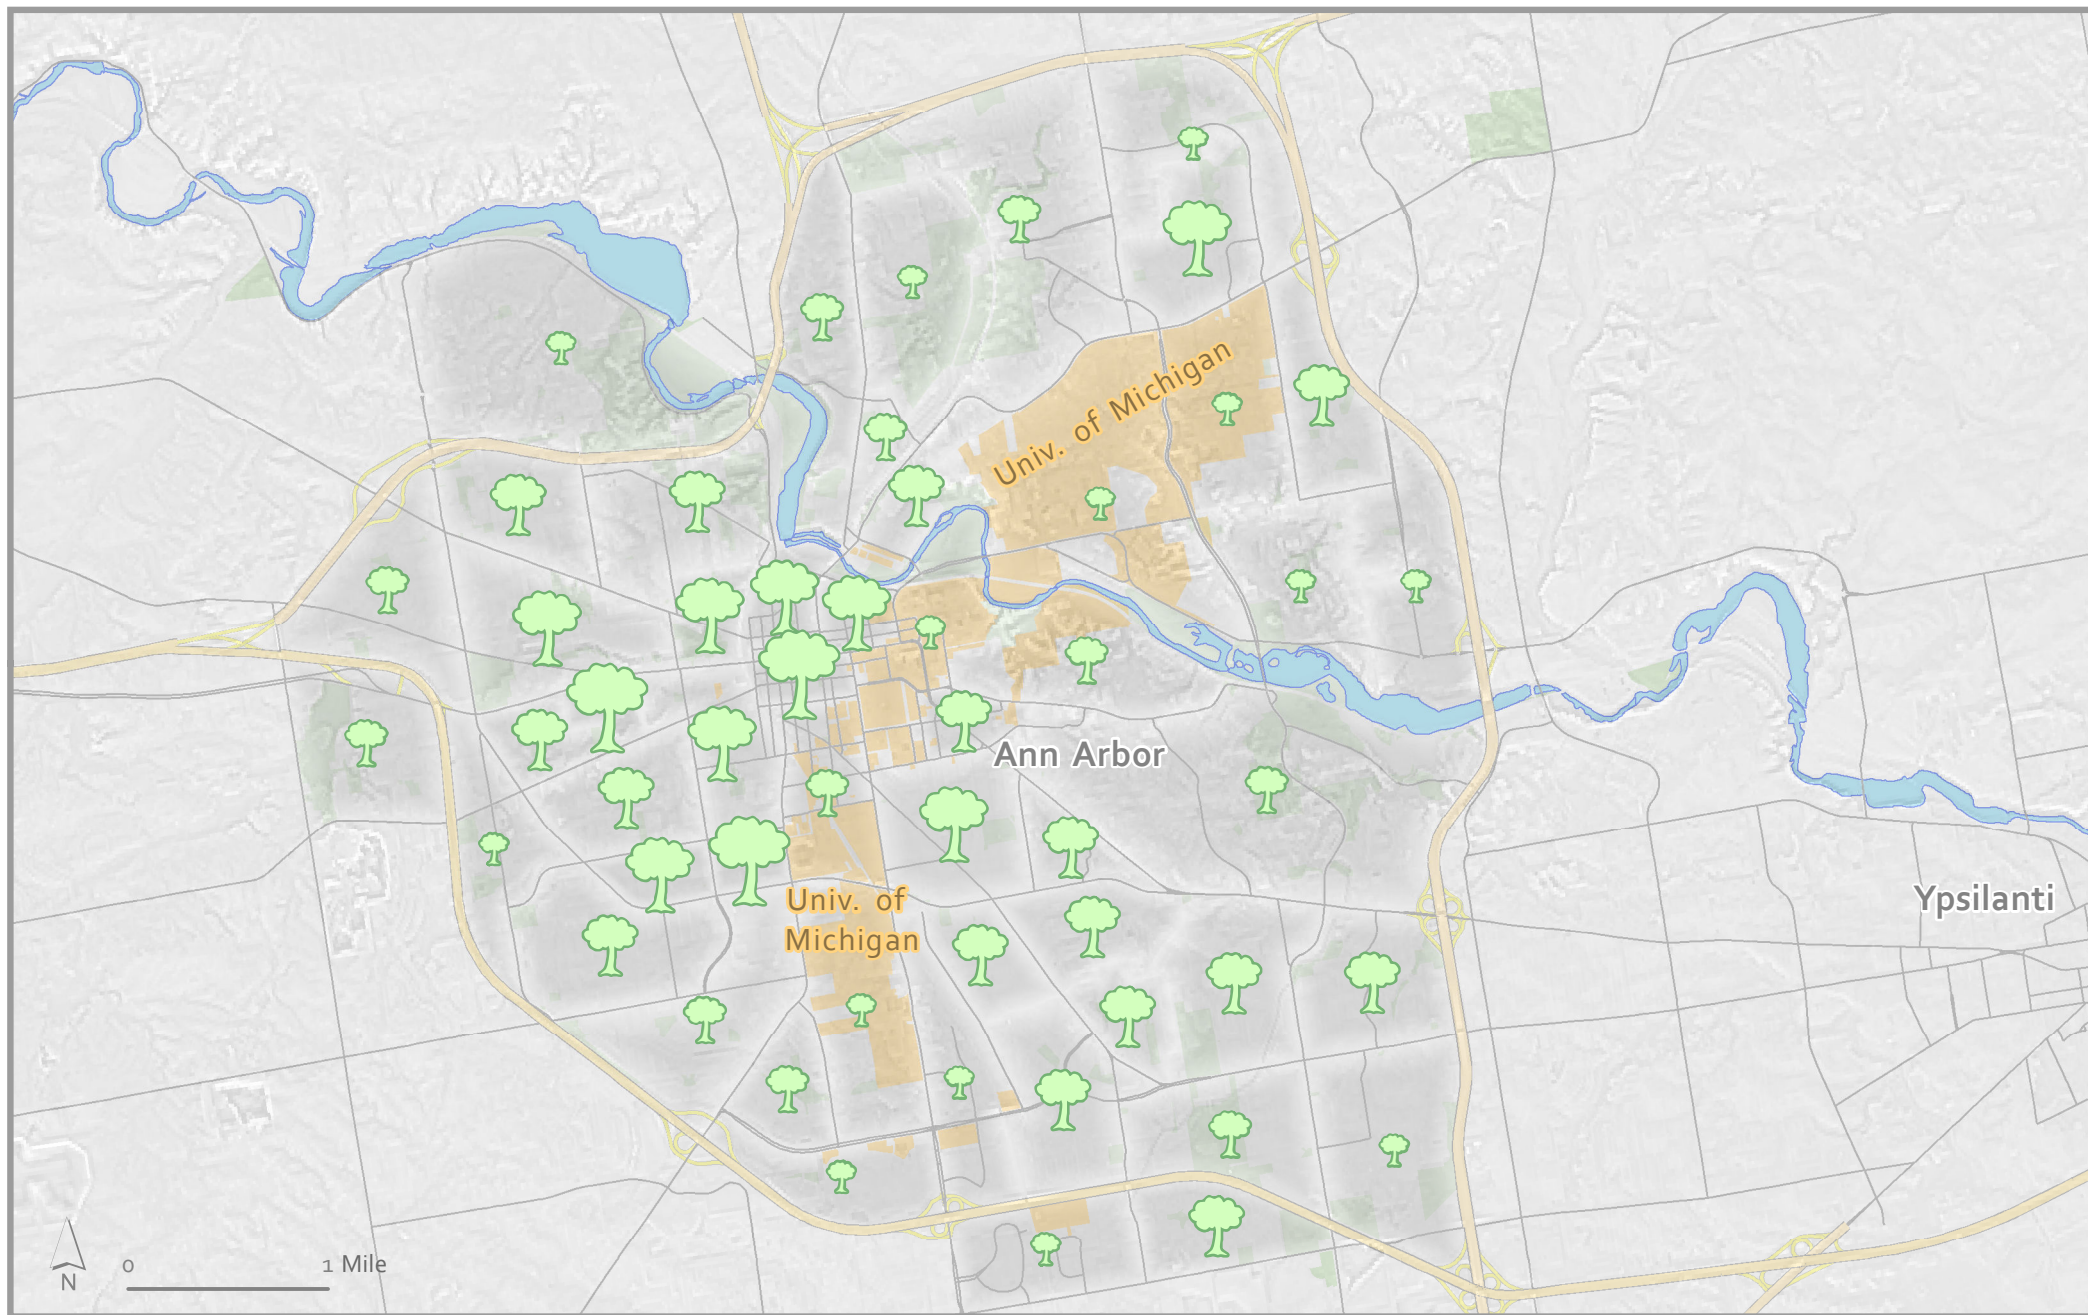 Univ. of Michigan
Ann Arbor
Univ. of
Michigan
Ypsilanti
0 1 Mile
N